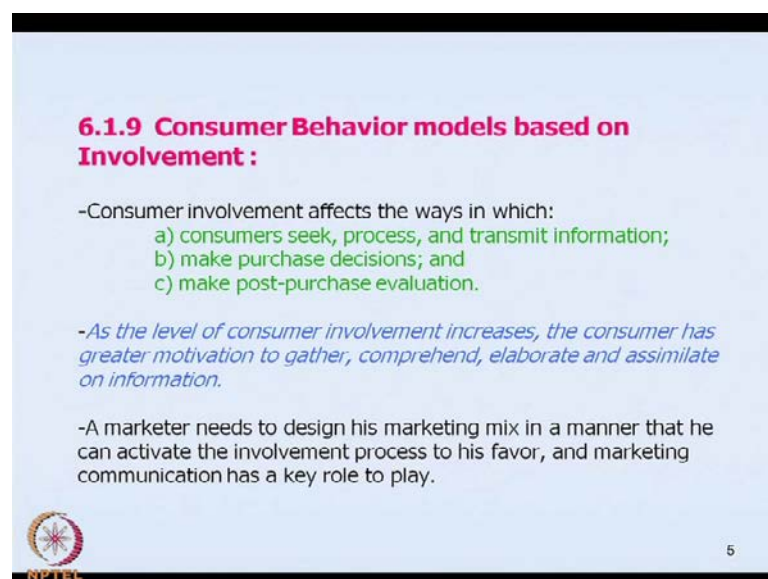 6.1.9 Consumer Behavior models based on
Involvement :
-Consumer involvement affects the ways in which:
a) consumers seek, process, and transmit information;
b) make purchase decisions; and
c) make post-purchase evaluation.
-As the level of consumer involvement increases, the consumer has
greater motivation to gather, comprehend, elaborate and assimilate
on information.
-A marketer needs to design his marketing mix in a manner that he
can activate the involvement process to his favor, and marketing
communication has a key role to play.
5
NPTEL